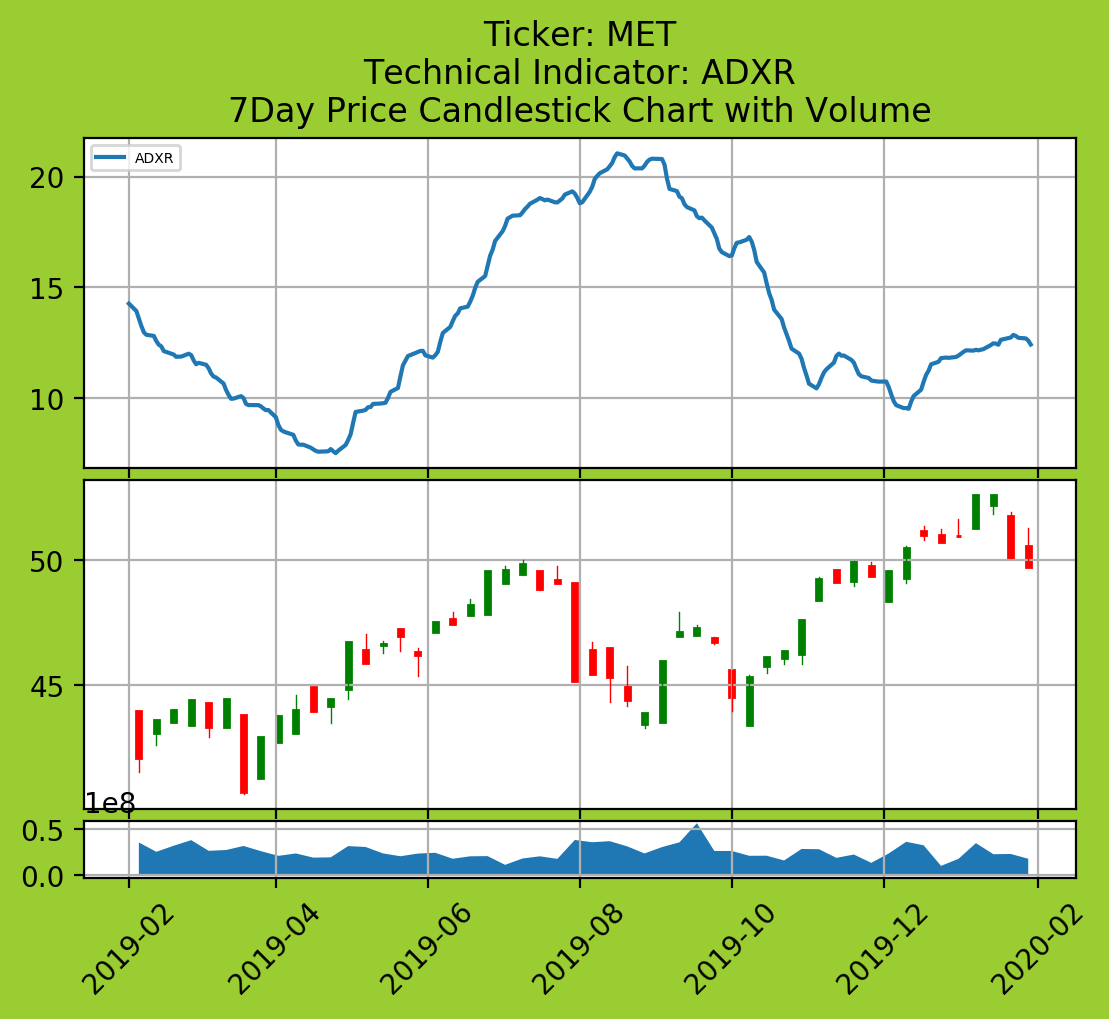 Ticker: MET
Technical Indicator: ADXR
7Day Price Candlestick Chart with Volume
ADXR
20
15
10
50
45
1e8
0.5
0.0
2019-02
2019-04
2019-06
2019-08
2019-10
2019-12
2020-02